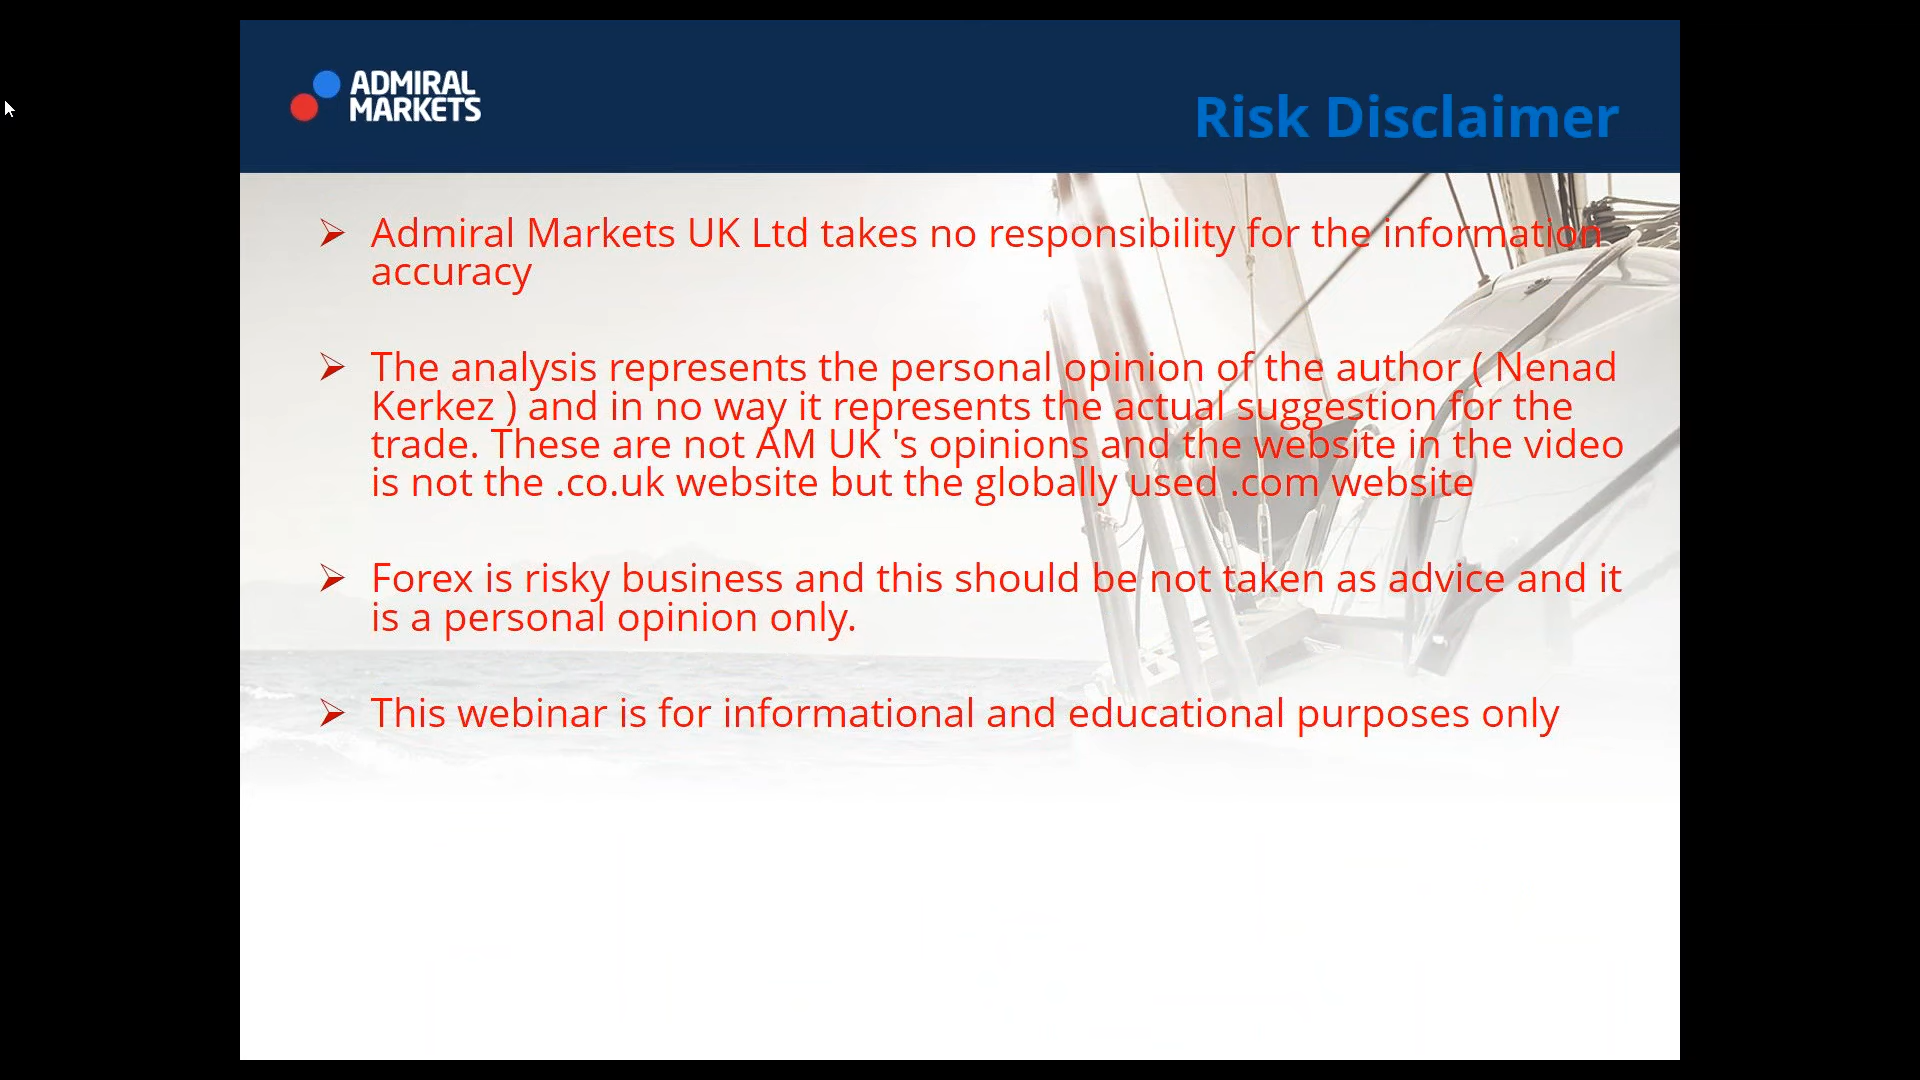 ADMIRAL
MARKETS
Risk Disclaimer
Admiral Markets UK Ltd takes no responsibility for the information
accuracy
The analysis represents the personal opinion of the author ( Nenad
Kerkez ) and in no way it represents the actual suggestion for the
trade. These are not AM UK 's opinions and the website in the video
is not the .co.uk website but the globally used .com website
Forex is risky business and this should be not taken as advice and it
is a personal opinion only.
This webinar is for informational and educational purposes only